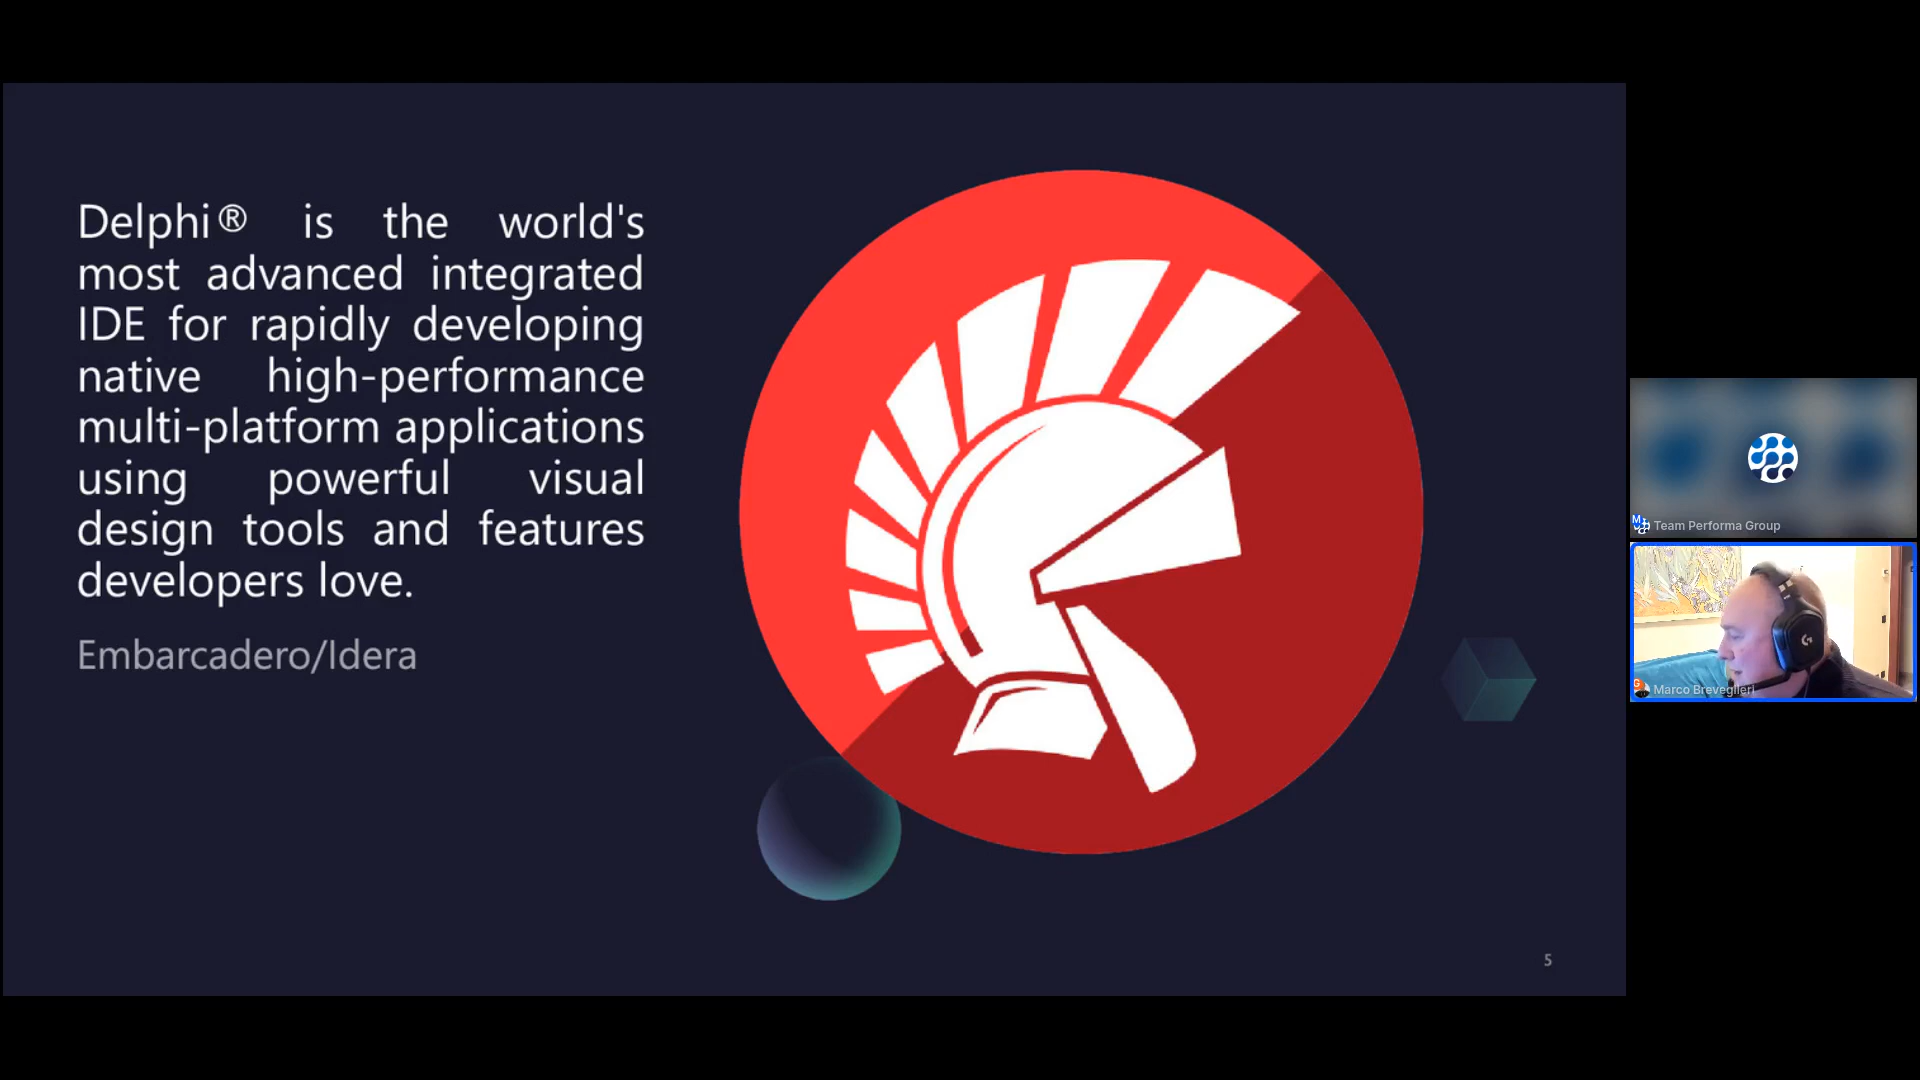 Delphi® is the world's
most advanced integrated
IDE for rapidly developing
native high-performance
multi-platform applications
using powerful visual
design tools and features
developers love.
Embarcadero/Idera
5
Team Performa Group
Marco Breveglieri